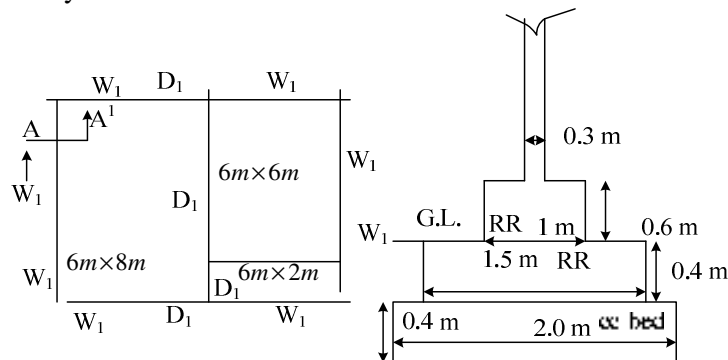 W₁ D₁ W₁
A A¹
W₁
W₁
D₁
6m×6m
W₁
6m×8m
6m×2m
D₁
W₁ D₁ W₁
0.3 m
W₁ G.L. RR 1 m 0.6 m
1.5 m RR
0.4 m
0.4 m
2.0 m cc bed